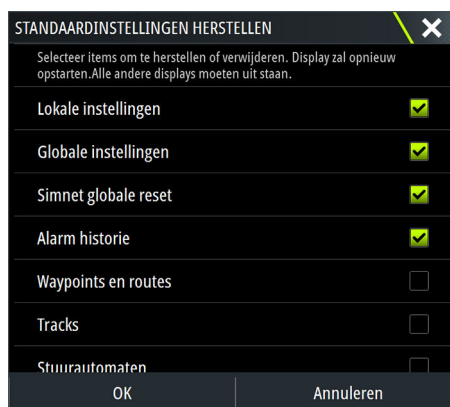 STANDAARDINSTELLINGEN HERSTELLEN
Selecteer items om te herstellen of verwijderen. Display zal opnieuw
opstarten.Alle andere displays moeten uit staan.
Lokale instellingen
Globale instellingen
Simnet globale reset
Alarm historie
Waypoints en routes
Tracks
Stuurautomaten
OK
Annuleren